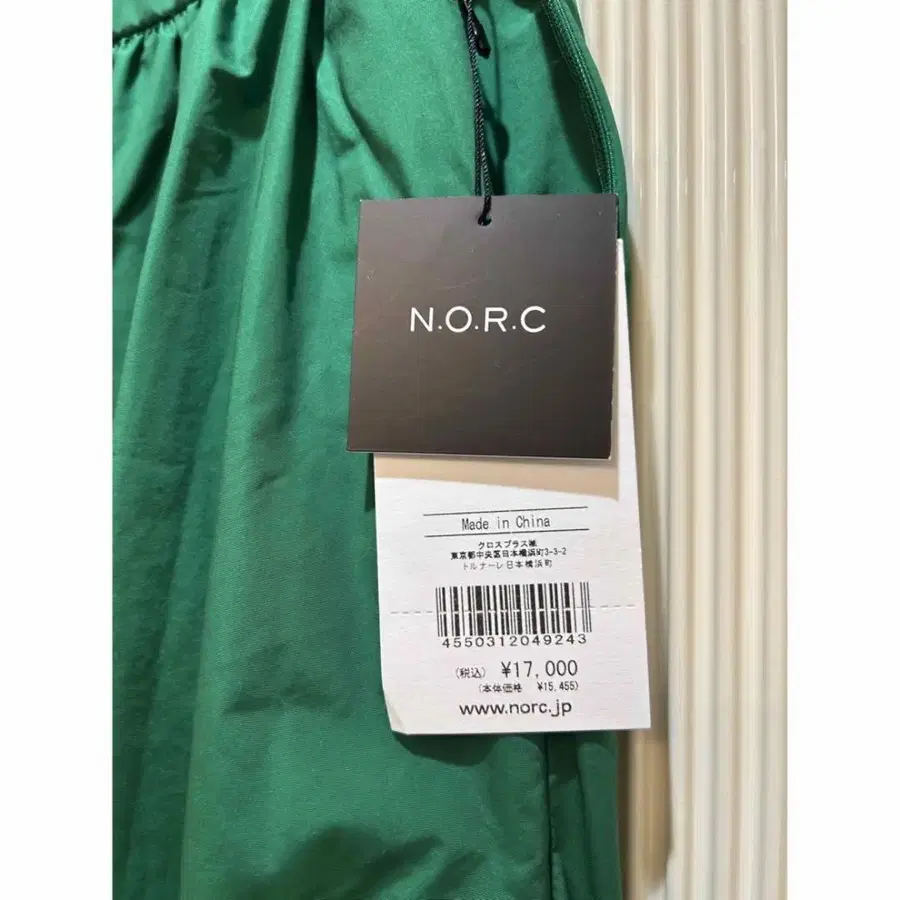 N.O.R.C
Made in China
クロスプラス㈱
東京都中央区日本橋浜町3-3-2
トルナーレ日本橋浜町
4550312049243
(税込) ¥17,000
(本体価格 ¥15,455)
www.norc.jp